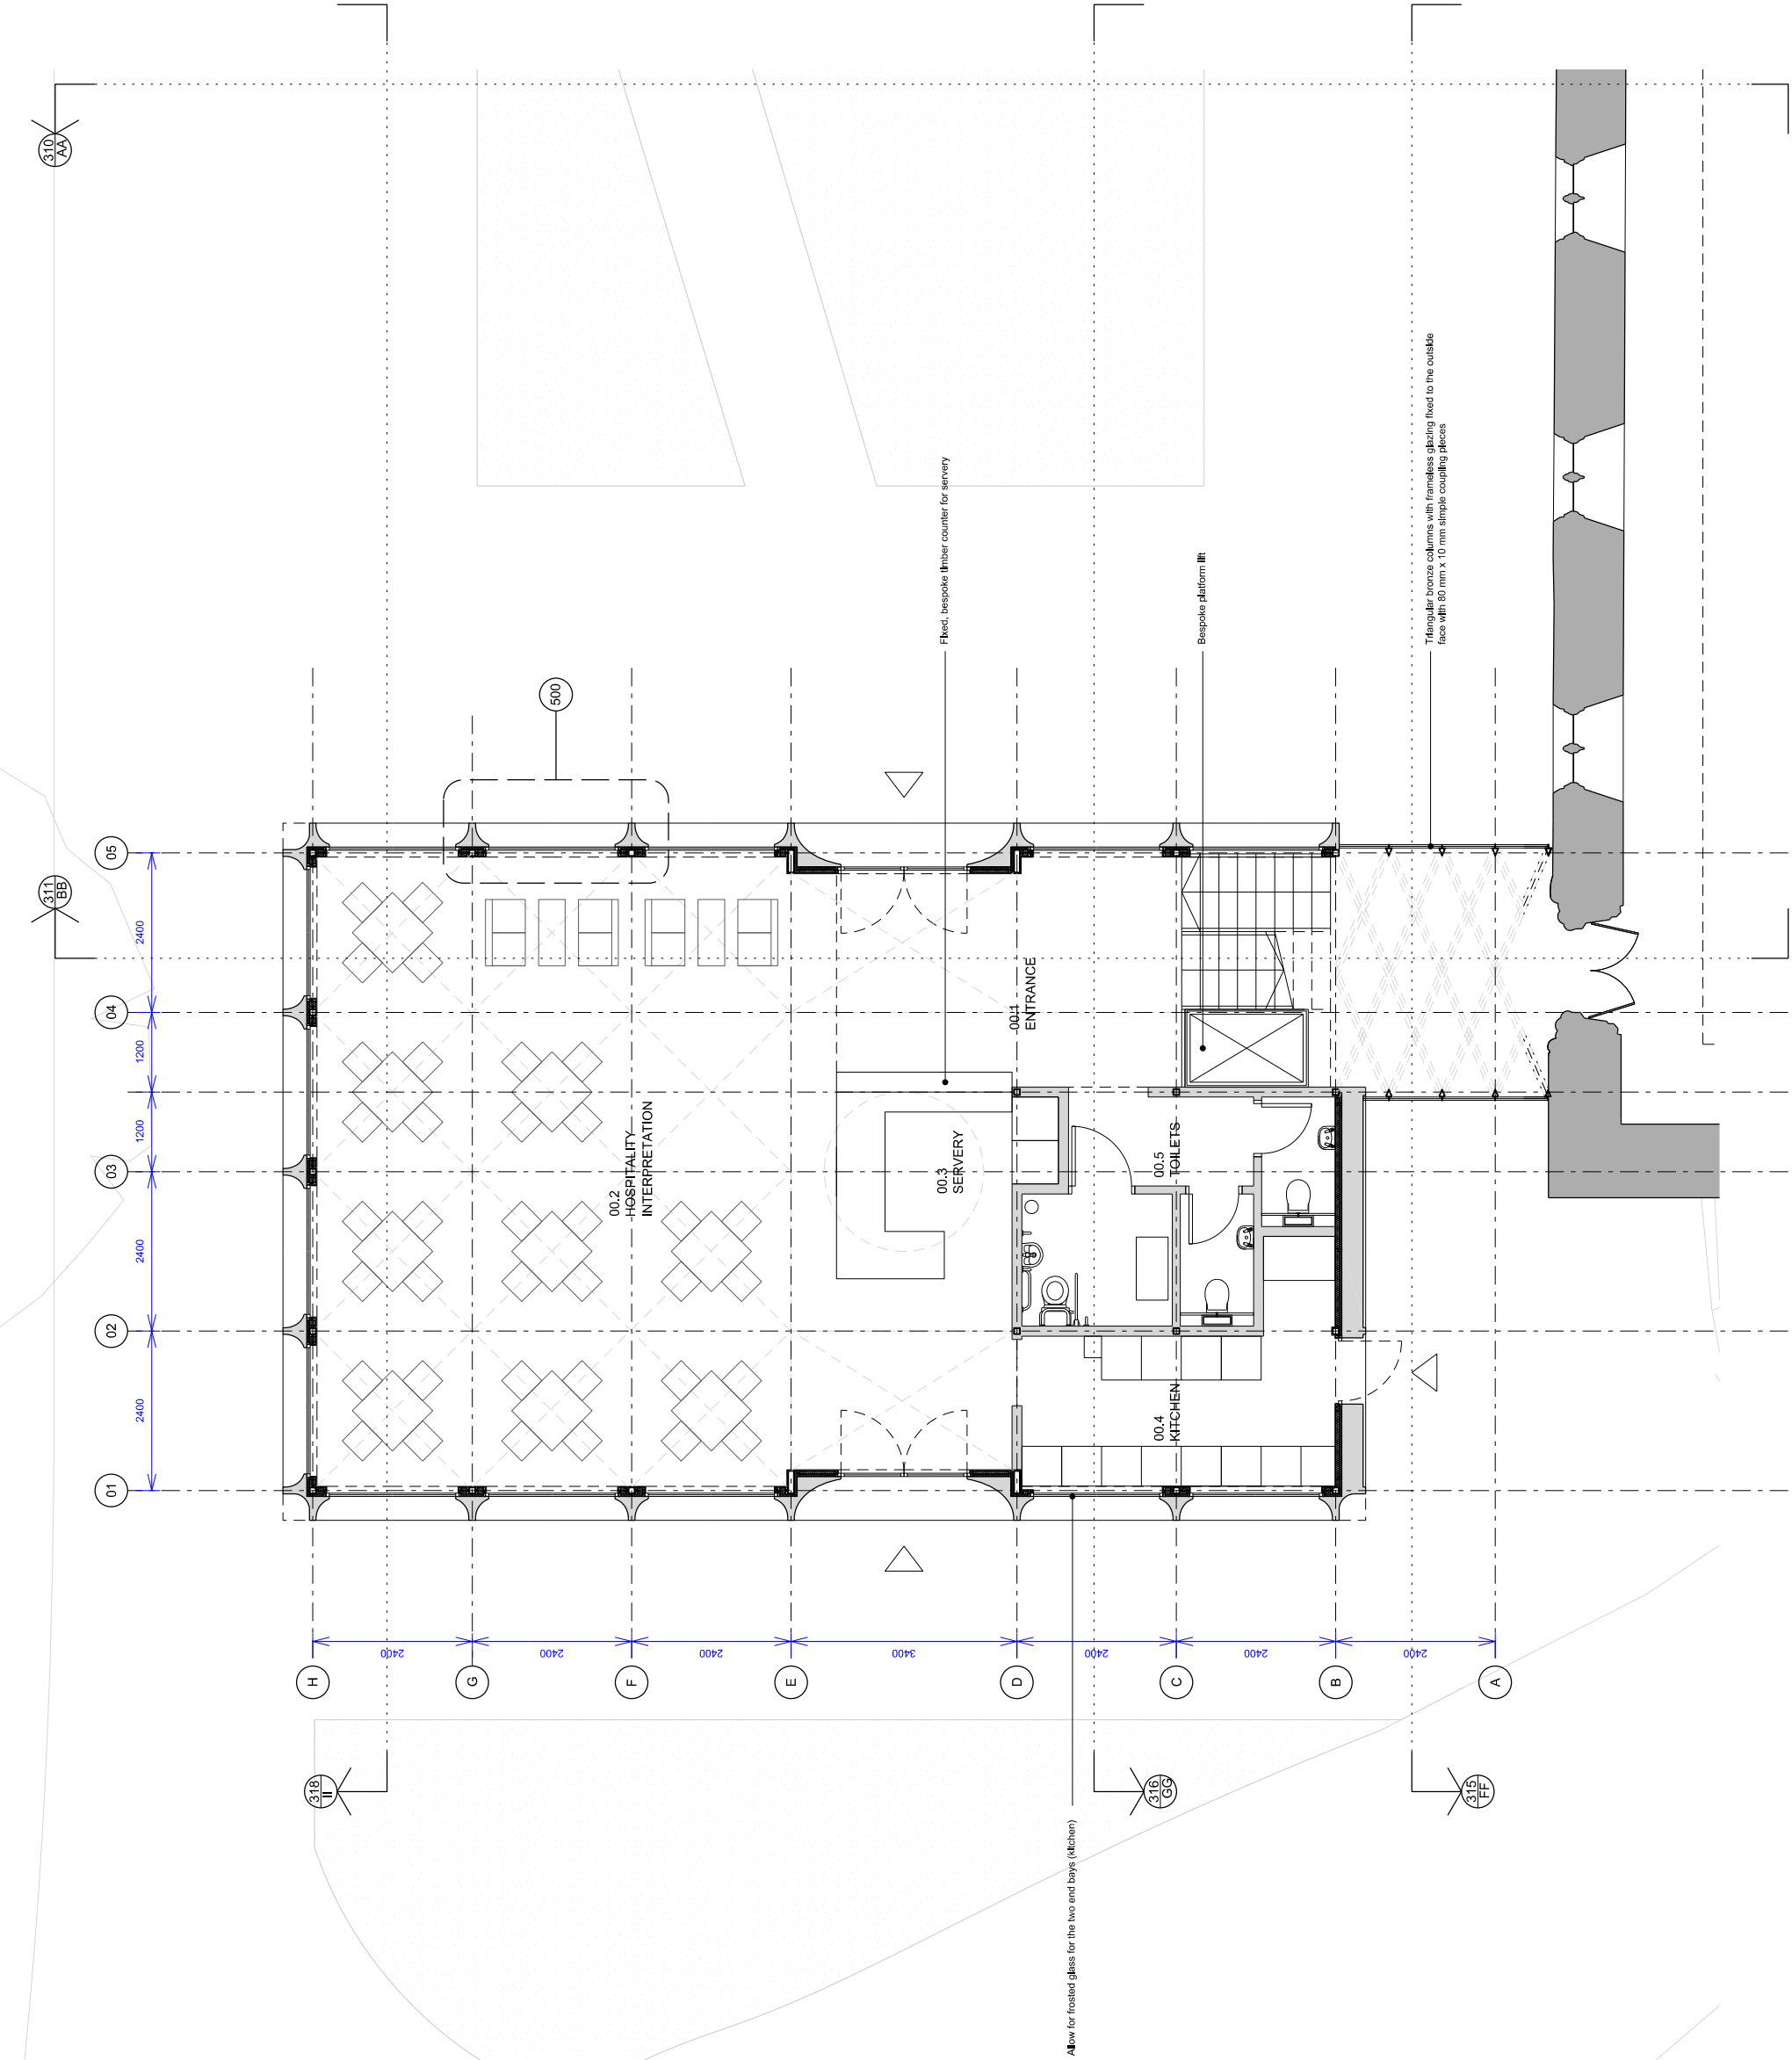 310
AA
311
BB
05
04
03
02
01
2400
1200
1200
2400
2400
500
Fixed, bespoke timber counter for servery
Bespoke platform lift
Triangular bronze columns with frameless glazing fixed to the outside
face with 80 mm x 10 mm simple coupling pieces
00.1
ENTRANCE
00.2
HOSPITALITY
INTERPRETATION
00.3
SERVERY
00.5
TOILETS
00.4
KITCHEN
2400
2400
2400
3400
2400
2400
2400
H
G
F
E
D
C
B
A
318
II
316
GG
315
FF
Allow for frosted glass for the two end bays (kitchen)